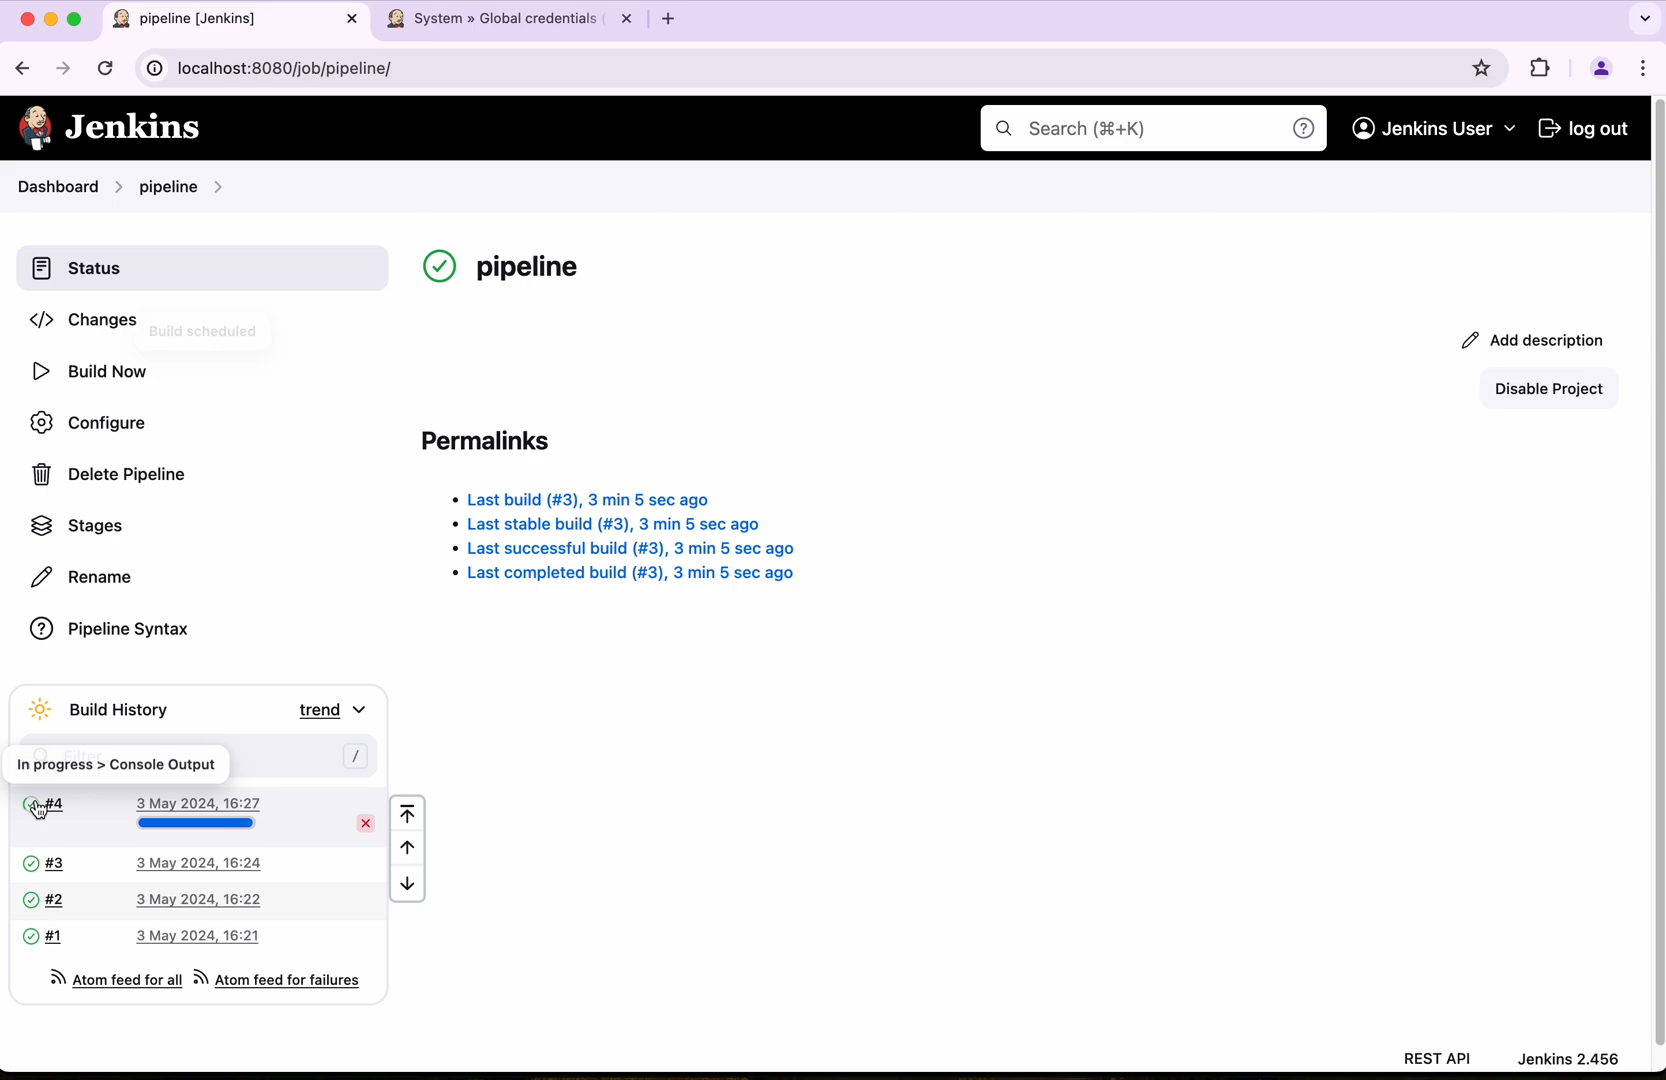 pipeline [Jenkins]
System » Global credentials (
localhost:8080/job/pipeline/
Jenkins
Search (⌘+K)
Jenkins User
log out
Dashboard
pipeline
Status
pipeline
Changes
Build scheduled
Add description
Build Now
Disable Project
Configure
Permalinks
Delete Pipeline
Last build (#3), 3 min 5 sec ago
Last stable build (#3), 3 min 5 sec ago
Stages
Last successful build (#3), 3 min 5 sec ago
Last completed build (#3), 3 min 5 sec ago
Rename
Pipeline Syntax
Build History
trend
Filter
/
In progress > Console Output
#4 3 May 2024, 16:27
#3 3 May 2024, 16:24
#2 3 May 2024, 16:22
#1 3 May 2024, 16:21
Atom feed for all
Atom feed for failures
REST API
Jenkins 2.456